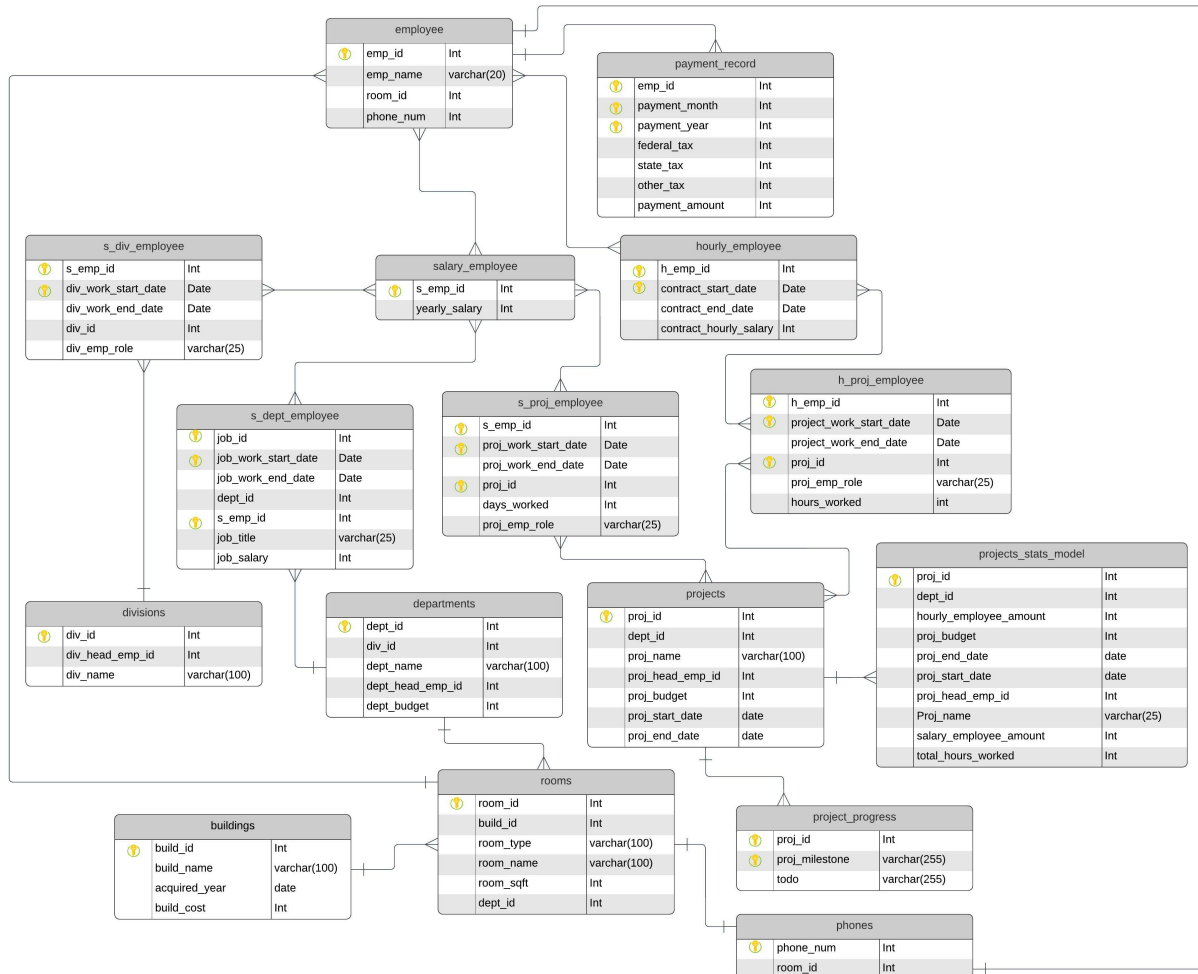 employee
emp_id Int
emp_name varchar(20)
room_id Int
phone_num Int
payment_record
emp_id Int
payment_month Int
payment_year Int
federal_tax Int
state_tax Int
other_tax Int
payment_amount Int
s_div_employee
s_emp_id Int
div_work_start_date Date
div_work_end_date Date
div_id Int
div_emp_role varchar(25)
salary_employee
s_emp_id Int
yearly_salary Int
hourly_employee
h_emp_id Int
contract_start_date Date
contract_end_date Date
contract_hourly_salary Int
s_dept_employee
job_id Int
job_work_start_date Date
job_work_end_date Date
dept_id Int
s_emp_id Int
job_title varchar(25)
job_salary Int
s_proj_employee
s_emp_id Int
proj_work_start_date Date
proj_work_end_date Date
proj_id Int
days_worked Int
proj_emp_role varchar(25)
h_proj_employee
h_emp_id Int
project_work_start_date Date
project_work_end_date Date
proj_id Int
proj_emp_role varchar(25)
hours_worked int
divisions
div_id Int
div_head_emp_id Int
div_name varchar(100)
departments
dept_id Int
div_id Int
dept_name varchar(100)
dept_head_emp_id Int
dept_budget Int
projects
proj_id Int
dept_id Int
proj_name varchar(100)
proj_head_emp_id Int
proj_budget Int
proj_start_date date
proj_end_date date
projects_stats_model
proj_id Int
dept_id Int
hourly_employee_amount Int
proj_budget Int
proj_end_date date
proj_start_date date
proj_head_emp_id Int
Proj_name varchar(25)
salary_employee_amount Int
total_hours_worked Int
buildings
build_id Int
build_name varchar(100)
acquired_year date
build_cost Int
rooms
room_id Int
build_id Int
room_type varchar(100)
room_name varchar(100)
room_sqft Int
dept_id Int
project_progress
proj_id Int
proj_milestone varchar(255)
todo varchar(255)
phones
phone_num Int
room_id Int